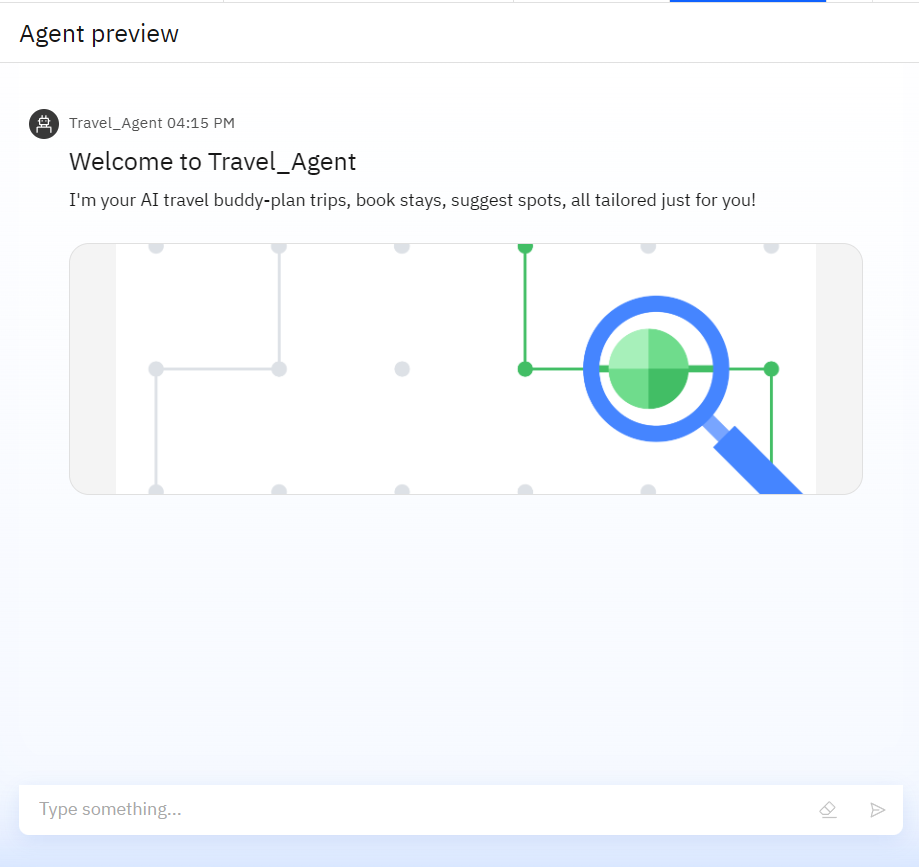 Agent preview
Travel_Agent 04:15 PM
Welcome to Travel_Agent
I'm your AI travel buddy-plan trips, book stays, suggest spots, all tailored just for you!
Type something...